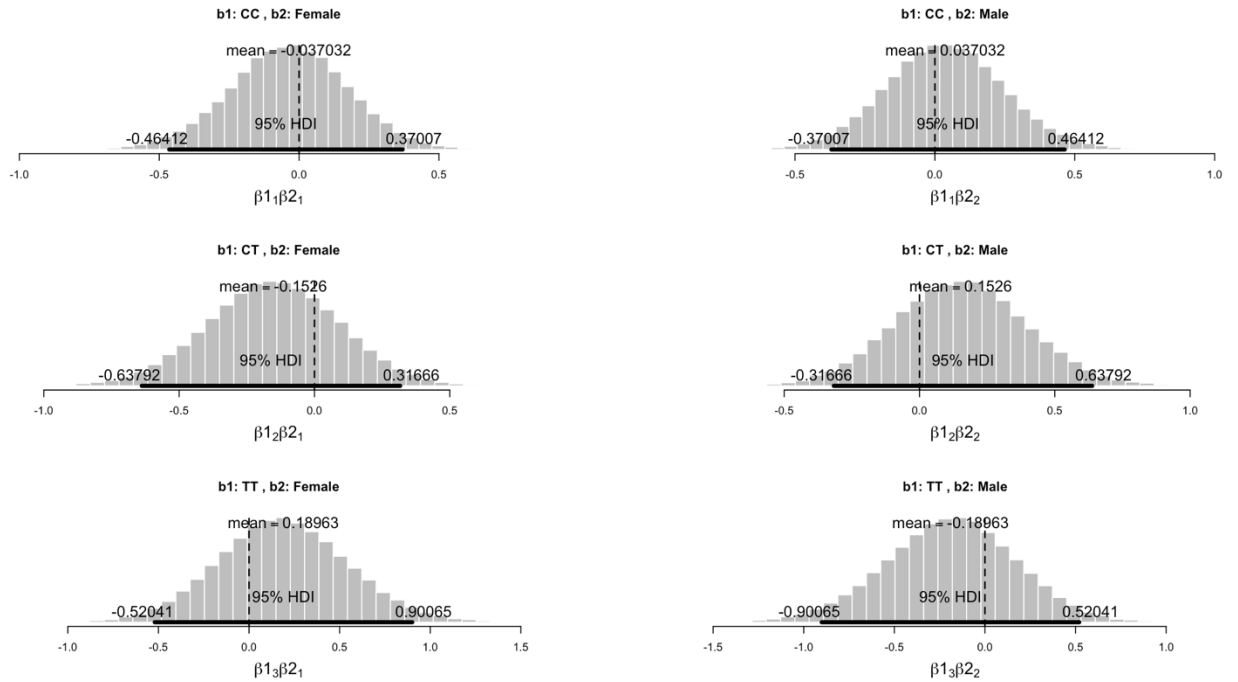 b1: CC , b2: Female
mean = -0.037032
95% HDI
-0.46412 0.37007
-1.0 -0.5 0.0 0.5
β1₁β2₁
b1: CC , b2: Male
mean = 0.037032
95% HDI
-0.37007 0.46412
-0.5 0.0 0.5 1.0
β1₁β2₂
b1: CT , b2: Female
mean = -0.1526
95% HDI
-0.63792 0.31666
-1.0 -0.5 0.0 0.5
β1₂β2₁
b1: CT , b2: Male
mean = 0.1526
95% HDI
-0.31666 0.63792
-0.5 0.0 0.5 1.0
β1₂β2₂
b1: TT , b2: Female
mean = 0.18963
95% HDI
-0.52041 0.90065
-1.0 -0.5 0.0 0.5 1.0 1.5
β1₃β2₁
b1: TT , b2: Male
mean = -0.18963
95% HDI
-0.90065 0.52041
-1.5 -1.0 -0.5 0.0 0.5 1.0
β1₃β2₂